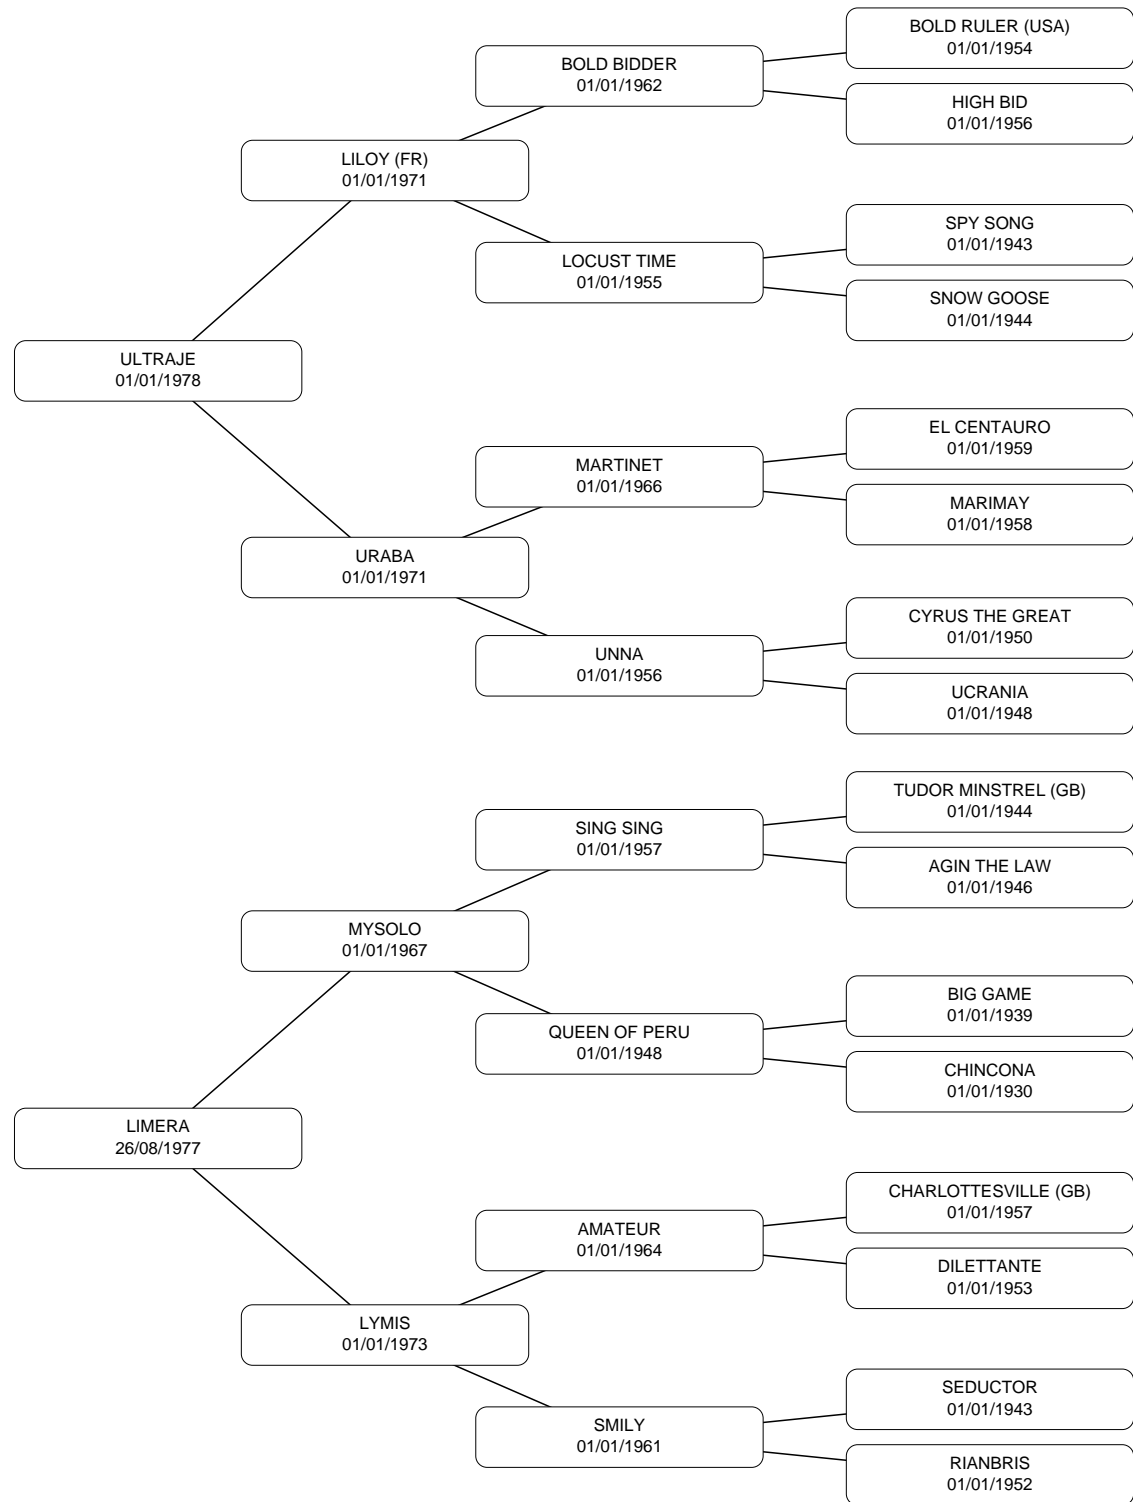 BOLD RULER (USA)
01/01/1954
BOLD BIDDER
01/01/1962
HIGH BID
01/01/1956
LILOY (FR)
01/01/1971
SPY SONG
01/01/1943
LOCUST TIME
01/01/1955
SNOW GOOSE
01/01/1944
ULTRAJE
01/01/1978
EL CENTAURO
01/01/1959
MARTINET
01/01/1966
MARIMAY
01/01/1958
URABA
01/01/1971
CYRUS THE GREAT
01/01/1950
UNNA
01/01/1956
UCRANIA
01/01/1948
TUDOR MINSTREL (GB)
01/01/1944
SING SING
01/01/1957
AGIN THE LAW
01/01/1946
MYSOLO
01/01/1967
BIG GAME
01/01/1939
QUEEN OF PERU
01/01/1948
CHINCONA
01/01/1930
LIMERA
26/08/1977
CHARLOTTESVILLE (GB)
01/01/1957
AMATEUR
01/01/1964
DILETTANTE
01/01/1953
LYMIS
01/01/1973
SEDUCTOR
01/01/1943
SMILY
01/01/1961
RIANBRIS
01/01/1952